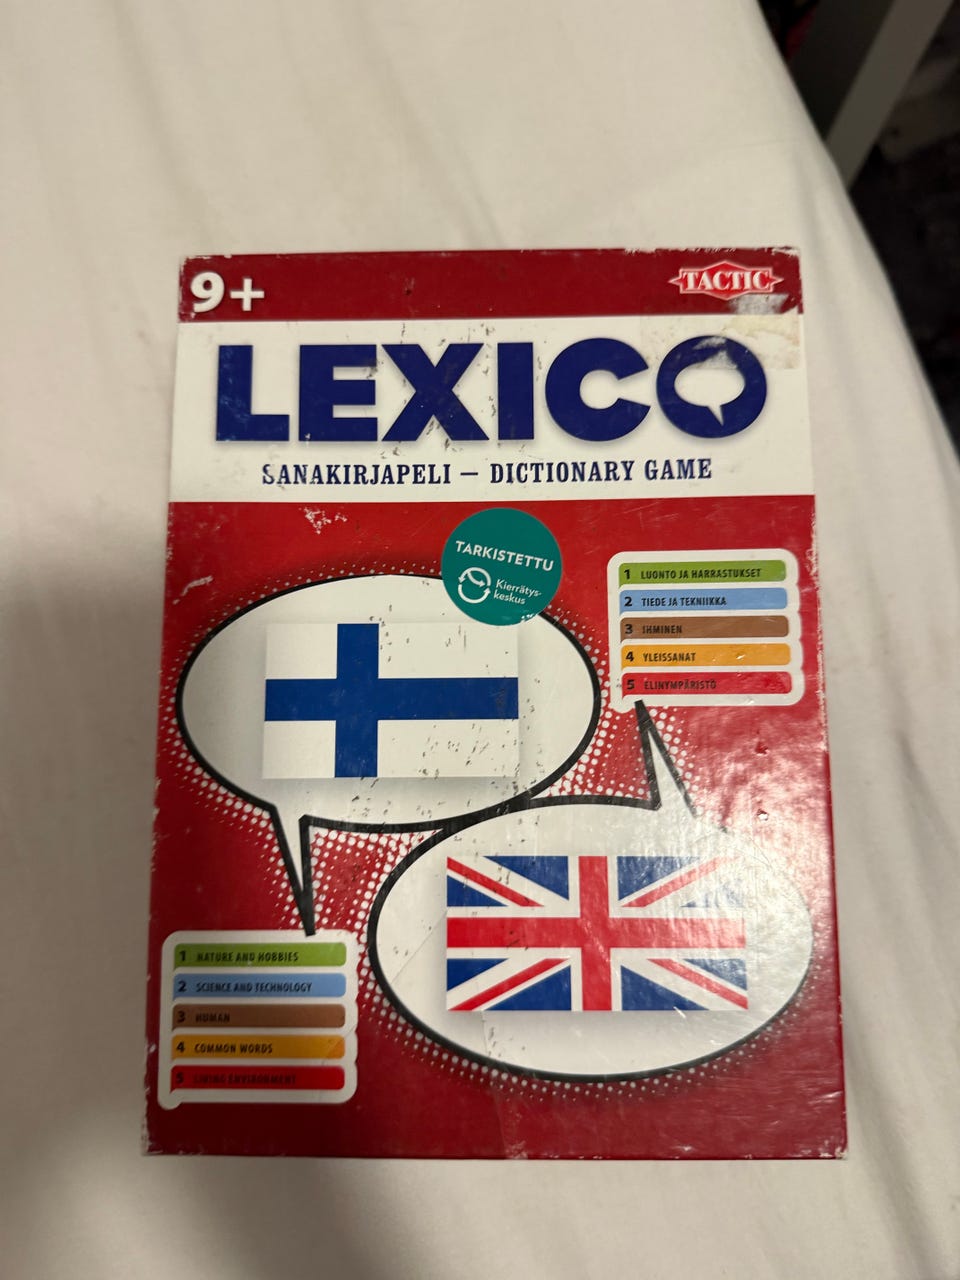 9+
TACTIC
LEXICO
SANAKIRJAPELI – DICTIONARY GAME
TARKISTETTU
Kierrätys-
keskus
1 LUONTO JA HARRASTUKSET
2 TIEDE JA TEKNIIKKA
3 IHMINEN
4 YLEISSANAT
5 ELINYMPÄRISTÖ
1 NATURE AND HOBBIES
2 SCIENCE AND TECHNOLOGY
3 HUMAN
4 COMMON WORDS
5 LIVING ENVIRONMENT